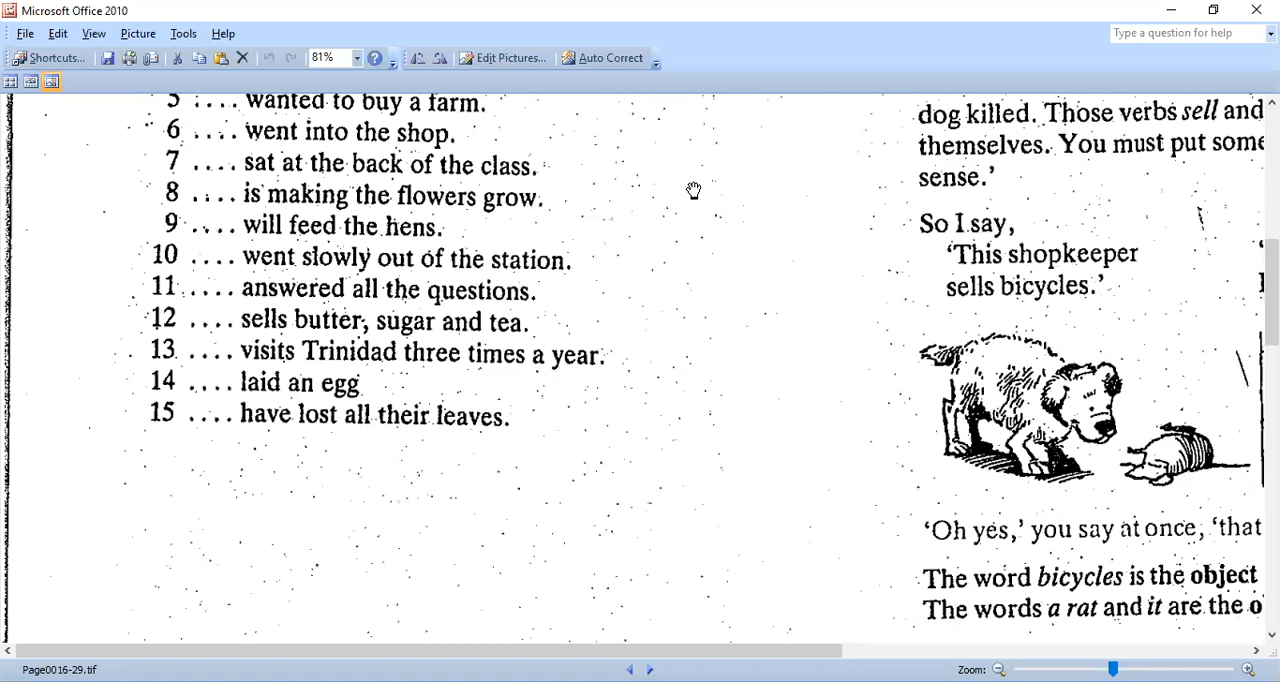 Microsoft Office 2010
File Edit View Picture Tools Help
Type a question for help
Shortcuts...
81%
Edit Pictures...
Auto Correct
5 .... wanted to buy a farm.
6 .... went into the shop.
7 .... sat at the back of the class.
8 .... is making the flowers grow.
9 .... will feed the hens.
10 .... went slowly out of the station.
11 .... answered all the questions.
12 .... sells butter, sugar and tea.
13 .... visits Trinidad three times a year.
14 .... laid an egg
15 .... have lost all their leaves.
dog killed. Those verbs sell and
themselves. You must put some
sense.'
So I say,
'This shopkeeper
sells bicycles.'
'Oh yes,' you say at once, 'that
The word bicycles is the object
The words a rat and it are the o
Page0016-29.tif
Zoom: